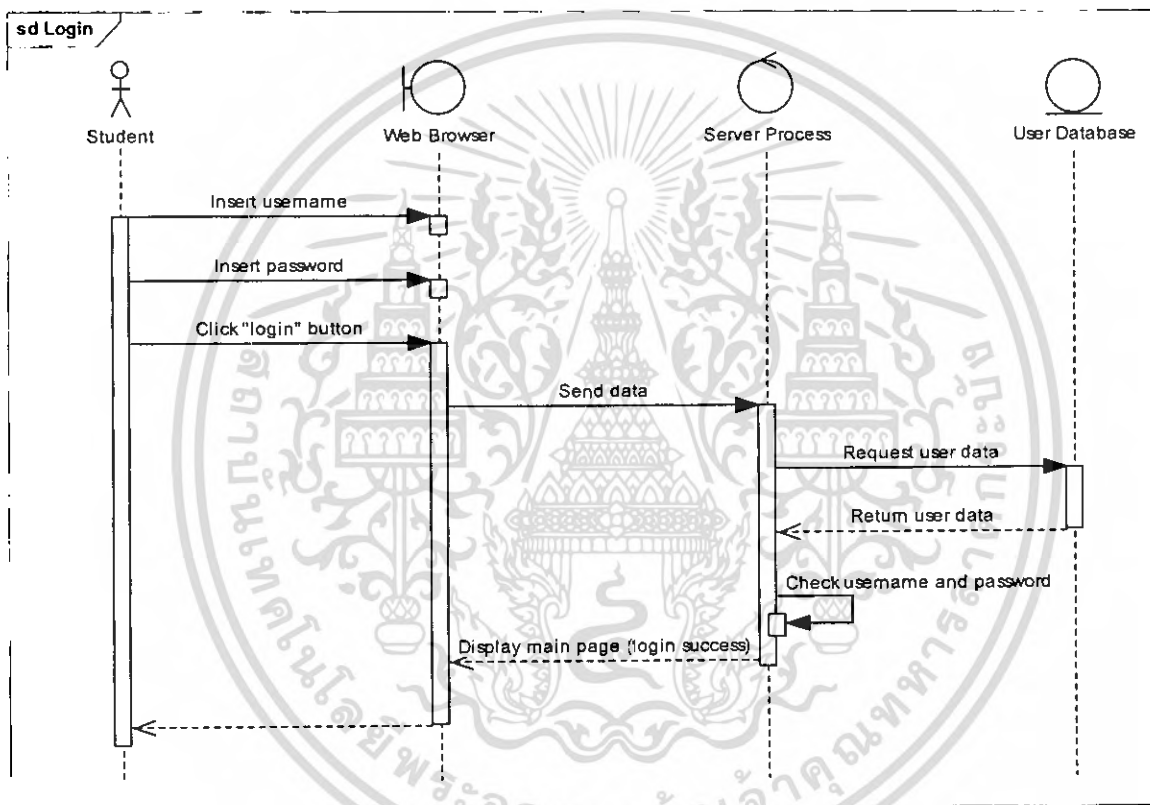 sd Login
Student
Web Browser
Server Process
User Database
Insert username
Insert password
Click "login" button
Send data
Request user data
Return user data
Check username and password
Display main page (login success)